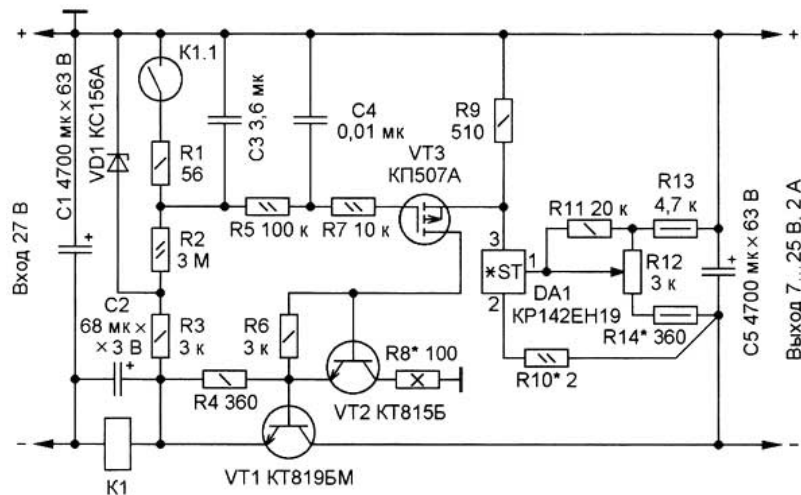 +
+
К1.1
С1 4700 мк × 63 В
VD1 КС156А
R1
56
С3 3,6 мк
С4
0,01 мк
R9
510
VT3
КП507А
R5 100 к
R7 10 к
R2
3 М
Вход 27 В
С2
68 мк ×
× 3 В
R3
3 к
R6
3 к
R4 360
R8* 100
VT2 КТ815Б
VT1 КТ819БМ
К1
3
*ST
1
2
DA1
КР142ЕН19
R11 20 к
R13
4,7 к
R12
3 к
R14* 360
R10* 2
С5 4700 мк × 63 В
Выход 7...25 В, 2 А
+
+
+
+
−
−